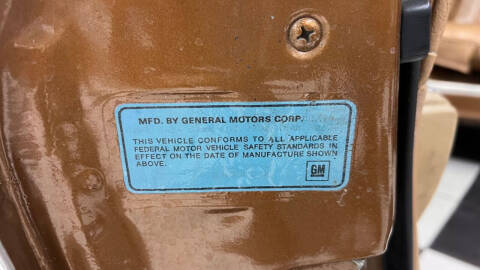 MFD. BY GENERAL MOTORS CORP.
THIS VEHICLE CONFORMS TO ALL APPLICABLE
FEDERAL MOTOR VEHICLE SAFETY STANDARDS IN
EFFECT ON THE DATE OF MANUFACTURE SHOWN
ABOVE.
GM